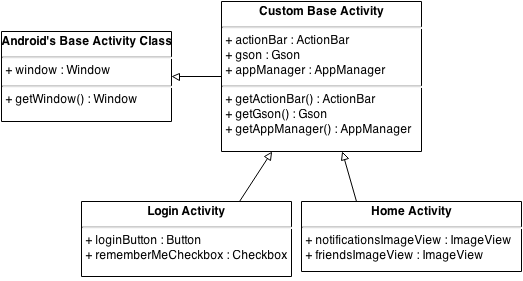 Android's Base Activity Class
+ window : Window
+ getWindow() : Window
Custom Base Activity
+ actionBar : ActionBar
+ gson : Gson
+ appManager : AppManager
+ getActionBar() : ActionBar
+ getGson() : Gson
+ getAppManager() : AppManager
Login Activity
+ loginButton : Button
+ rememberMeCheckbox : Checkbox
Home Activity
+ notificationsImageView : ImageView
+ friendsImageView : ImageView